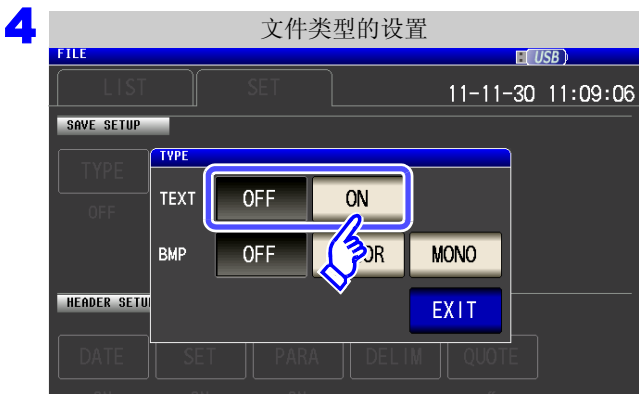 4
文件类型的设置
FILE
USB
LIST SET
11-11-30 11:09:06
SAVE SETUP
TYPE
TYPE
OFF
TEXT OFF ON
BMP OFF MONO
EXIT
HEADER SETU
DATE SET PARA DELIM QUOTE